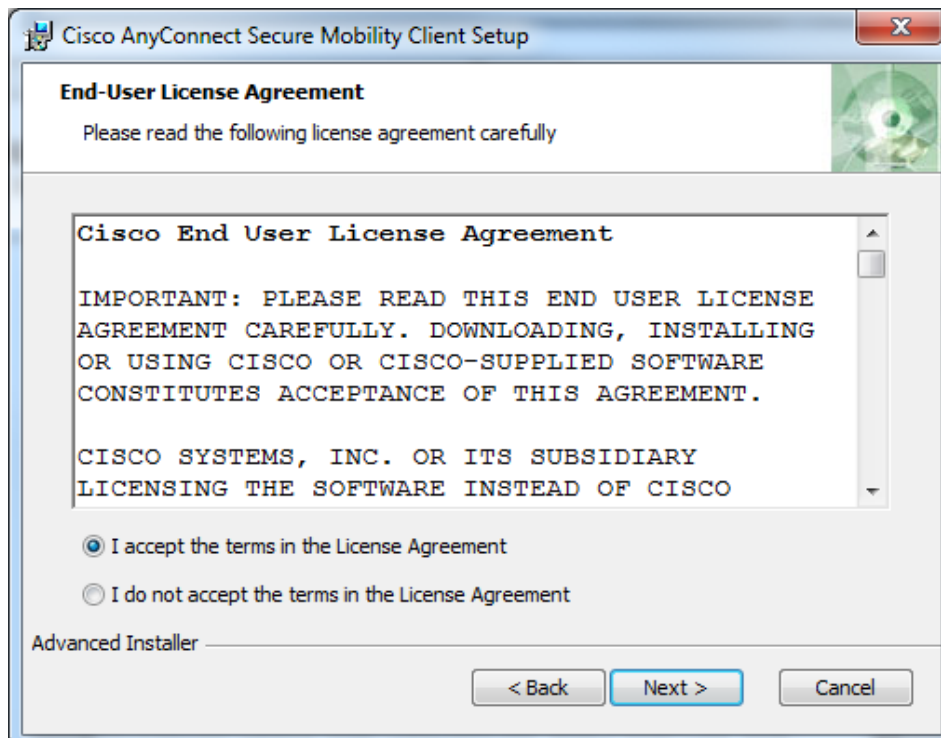 Cisco AnyConnect Secure Mobility Client Setup
End-User License Agreement
Please read the following license agreement carefully
Cisco End User License Agreement
IMPORTANT: PLEASE READ THIS END USER LICENSE
AGREEMENT CAREFULLY. DOWNLOADING, INSTALLING
OR USING CISCO OR CISCO-SUPPLIED SOFTWARE
CONSTITUTES ACCEPTANCE OF THIS AGREEMENT.
CISCO SYSTEMS, INC. OR ITS SUBSIDIARY
LICENSING THE SOFTWARE INSTEAD OF CISCO
I accept the terms in the License Agreement
I do not accept the terms in the License Agreement
Advanced Installer
< Back Next > Cancel